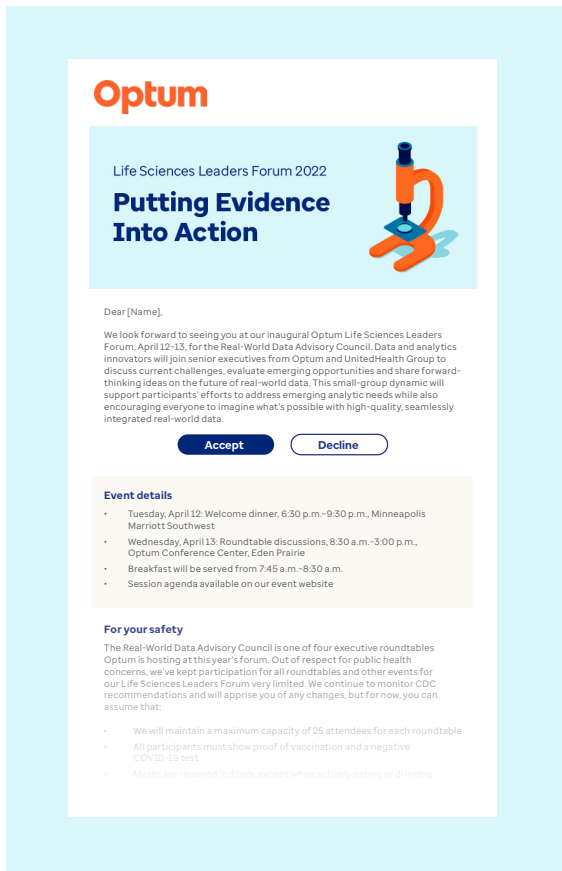 Optum
Life Sciences Leaders Forum 2022
Putting Evidence
Into Action
Dear [Name],
We look forward to seeing you at our inaugural Optum Life Sciences Leaders
Forum, April 12–13, for the Real-World Data Advisory Council. Data and analytics
innovators will join senior executives from Optum and UnitedHealth Group to
discuss current challenges, evaluate emerging opportunities and share forward-
thinking ideas on the future of real-world data. This small-group dynamic will
support participants' efforts to address emerging analytic needs while also
encouraging everyone to imagine what's possible with high-quality, seamlessly
integrated real-world data.
Accept Decline
Event details
• Tuesday, April 12: Welcome dinner, 6:30 p.m.–9:30 p.m., Minneapolis
Marriott Southwest
• Wednesday, April 13: Roundtable discussions, 8:30 a.m.–3:00 p.m.,
Optum Conference Center, Eden Prairie
• Breakfast will be served from 7:45 a.m.–8:30 a.m.
• Session agenda available on our event website
For your safety
The Real-World Data Advisory Council is one of four executive roundtables
Optum is hosting at this year's forum. Out of respect for public health
concerns, we've kept participation for all roundtables and other events for
our Life Sciences Leaders Forum very limited. We continue to monitor CDC
recommendations and will apprise you of any changes, but for now, you can
assume that:
• We will maintain a maximum capacity of 25 attendees for each roundtable
• All participants must show proof of vaccination and a negative
COVID-19 test
• Masks are required indoors, except when actively eating or drinking